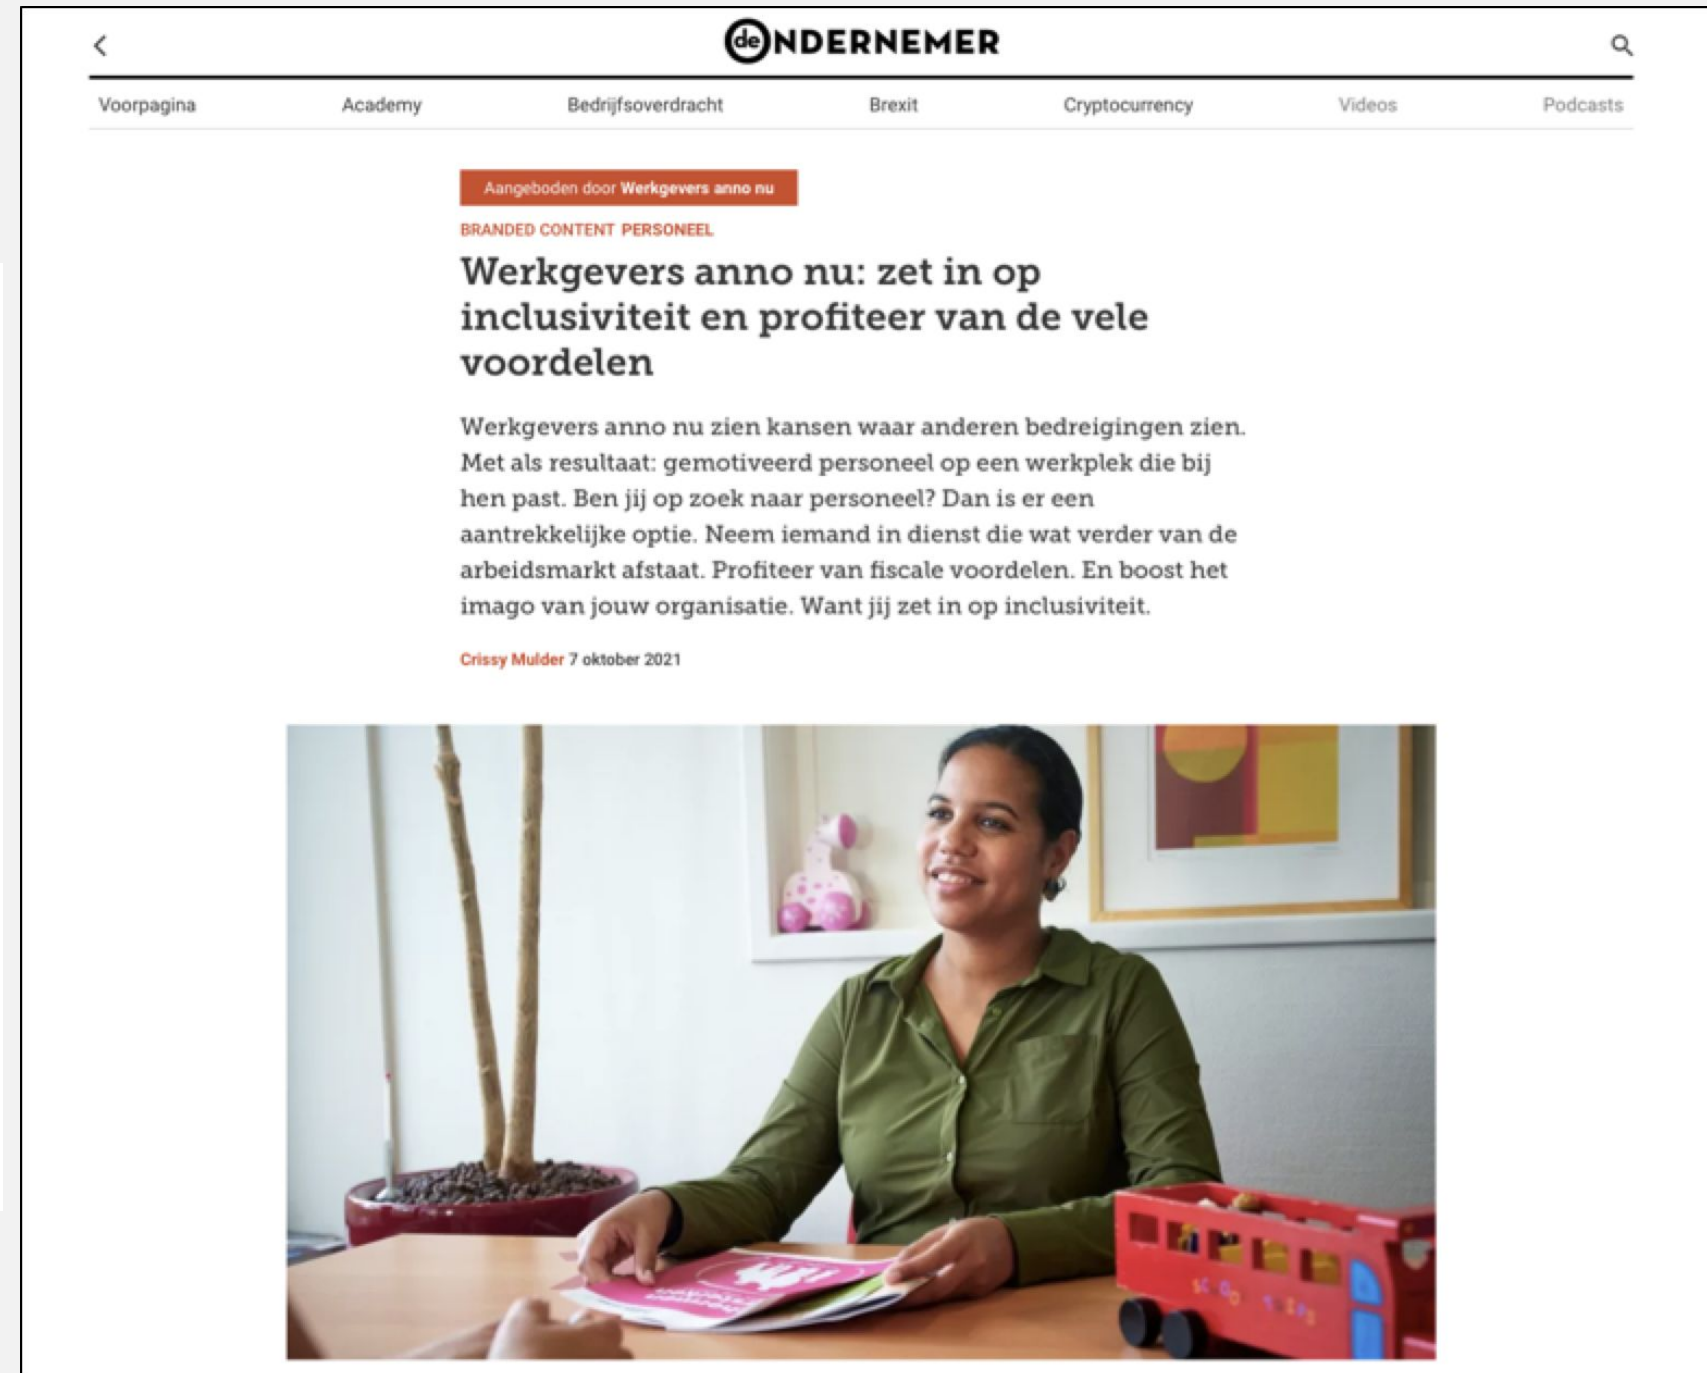 de ONDERNEMER
Voorpagina Academy Bedrijfsoverdracht Brexit Cryptocurrency Videos Podcasts
Aangeboden door Werkgevers anno nu
BRANDED CONTENT PERSONEEL
Werkgevers anno nu: zet in op
inclusiviteit en profiteer van de vele
voordelen
Werkgevers anno nu zien kansen waar anderen bedreigingen zien.
Met als resultaat: gemotiveerd personeel op een werkplek die bij
hen past. Ben jij op zoek naar personeel? Dan is er een
aantrekkelijke optie. Neem iemand in dienst die wat verder van de
arbeidsmarkt afstaat. Profiteer van fiscale voordelen. En boost het
imago van jouw organisatie. Want jij zet in op inclusiviteit.
Crissy Mulder 7 oktober 2021